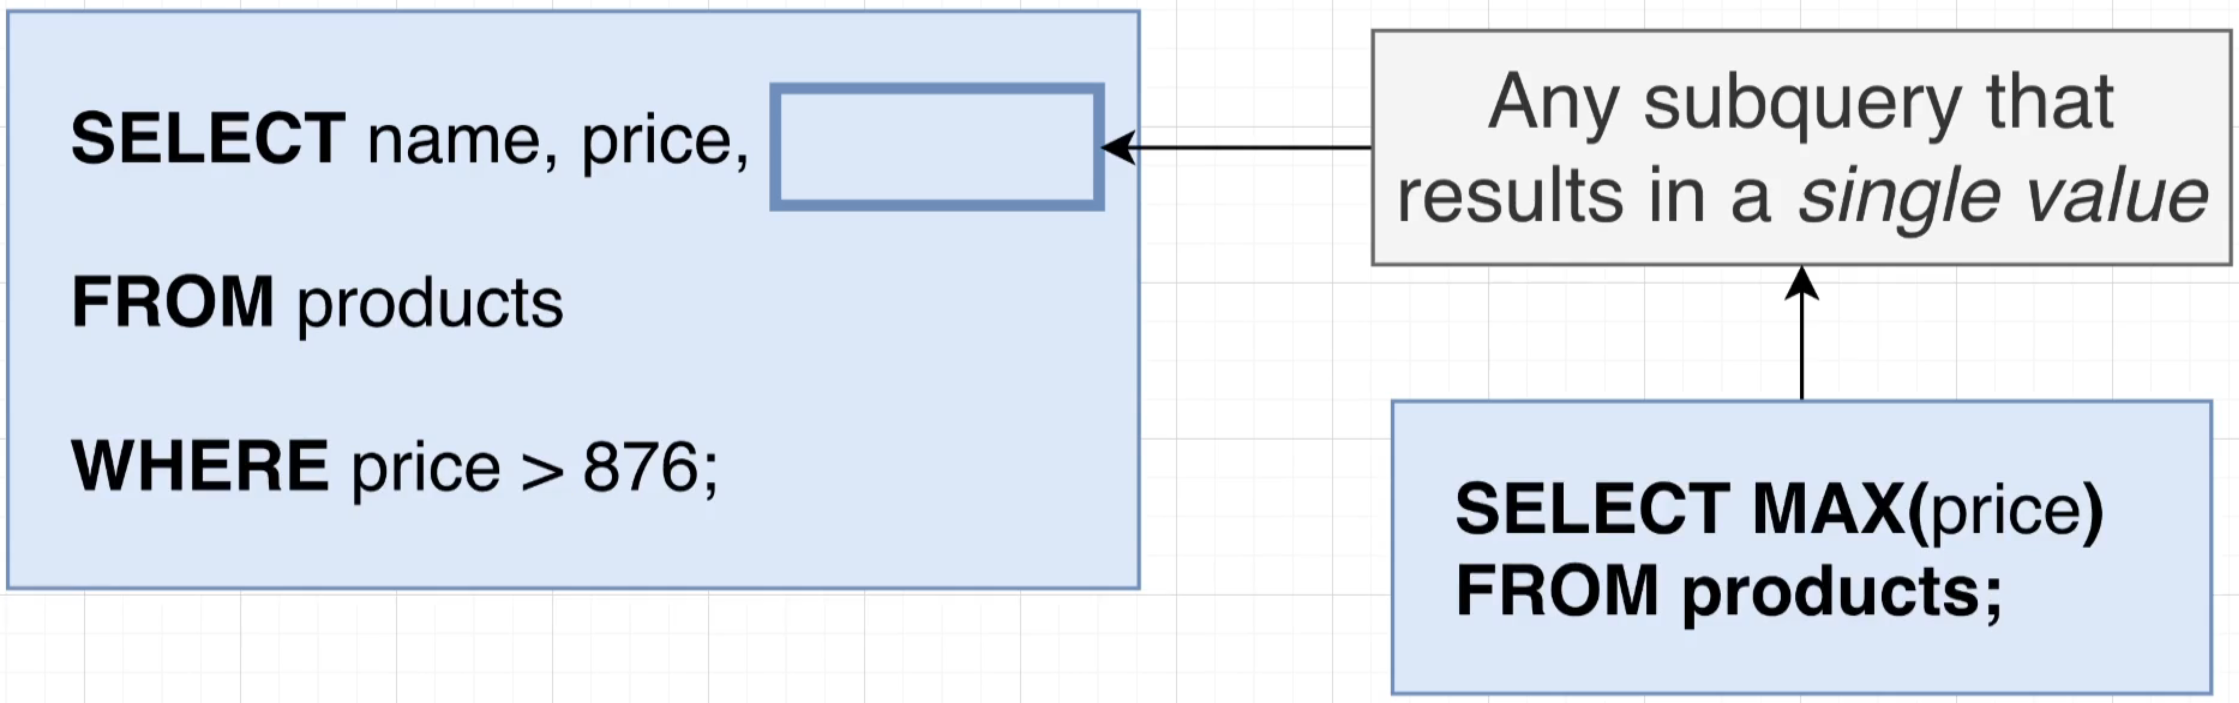 SELECT name, price,
FROM products
WHERE price > 876;
Any subquery that
results in a single value
SELECT MAX(price)
FROM products;